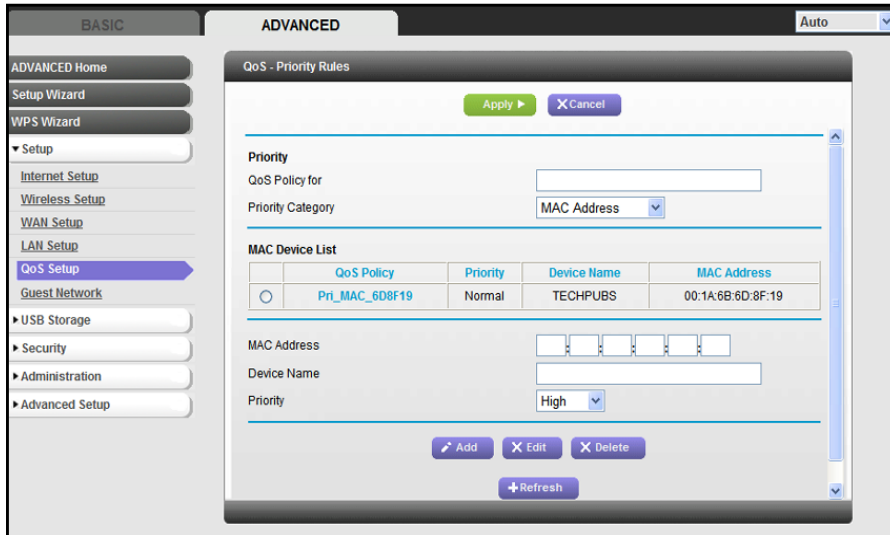 BASIC
ADVANCED
Auto
ADVANCED Home
Setup Wizard
WPS Wizard
Setup
Internet Setup
Wireless Setup
WAN Setup
LAN Setup
QoS Setup
Guest Network
USB Storage
Security
Administration
Advanced Setup
QoS - Priority Rules
Apply
Cancel
Priority
QoS Policy for
Priority Category MAC Address
MAC Device List
QoS Policy Priority Device Name MAC Address
Pri_MAC_6D8F19 Normal TECHPUBS 00:1A:6B:6D:8F:19
MAC Address : : : : :
Device Name
Priority High
Add Edit Delete
Refresh